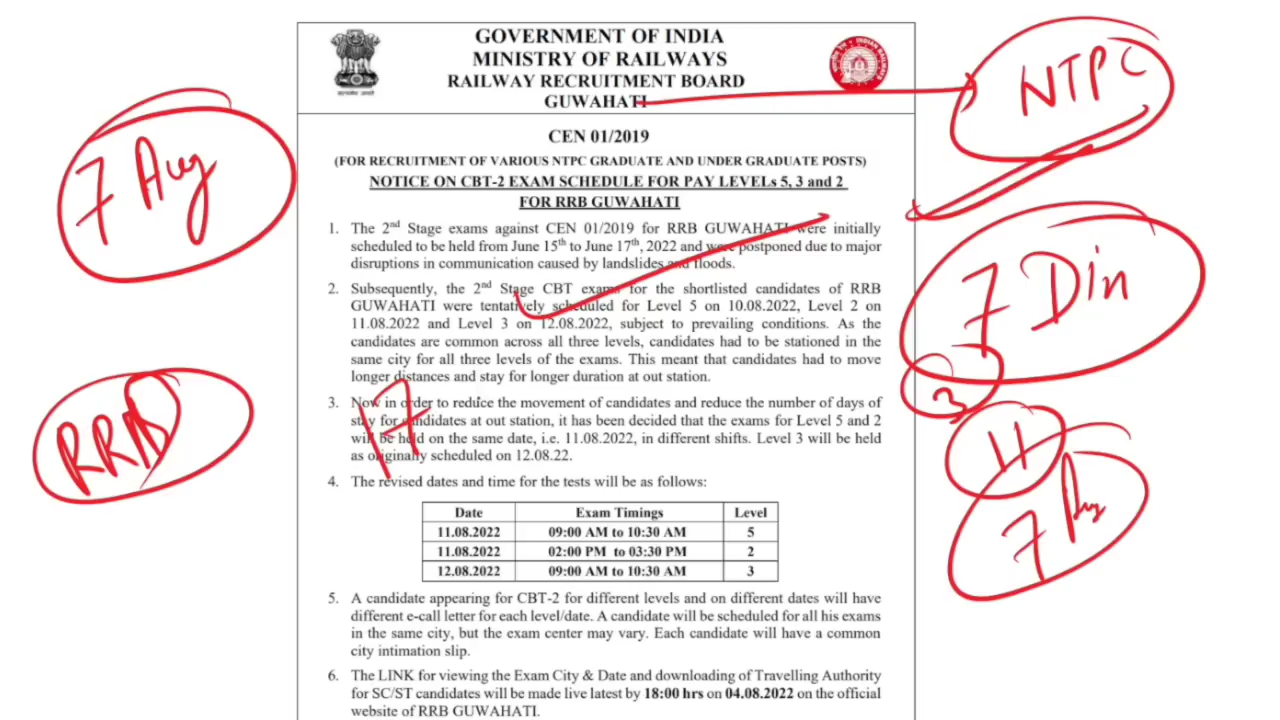 GOVERNMENT OF INDIA
MINISTRY OF RAILWAYS
RAILWAY RECRUITMENT BOARD
GUWAHATI
CEN 01/2019
(FOR RECRUITMENT OF VARIOUS NTPC GRADUATE AND UNDER GRADUATE POSTS)
NOTICE ON CBT-2 EXAM SCHEDULE FOR PAY LEVELs 5, 3 and 2
FOR RRB GUWAHATI
1. The 2nd Stage exams against CEN 01/2019 for RRB GUWAHATI were initially
scheduled to be held from June 15th to June 17th, 2022 and were postponed due to major
disruptions in communication caused by landslides and floods.
2. Subsequently, the 2nd Stage CBT exams for the shortlisted candidates of RRB
GUWAHATI were tentatively scheduled for Level 5 on 10.08.2022, Level 2 on
11.08.2022 and Level 3 on 12.08.2022, subject to prevailing conditions. As the
candidates are common across all three levels, candidates had to be stationed in the
same city for all three levels of the exams. This meant that candidates had to move
longer distances and stay for longer duration at out station.
3. Now in order to reduce the movement of candidates and reduce the number of days of
stay for candidates at out station, it has been decided that the exams for Level 5 and 2
will be held on the same date, i.e. 11.08.2022, in different shifts. Level 3 will be held
as originally scheduled on 12.08.22.
4. The revised dates and time for the tests will be as follows:
Date Exam Timings Level
11.08.2022 09:00 AM to 10:30 AM 5
11.08.2022 02:00 PM to 03:30 PM 2
12.08.2022 09:00 AM to 10:30 AM 3
5. A candidate appearing for CBT-2 for different levels and on different dates will have
different e-call letter for each level/date. A candidate will be scheduled for all his exams
in the same city, but the exam center may vary. Each candidate will have a common
city intimation slip.
6. The LINK for viewing the Exam City & Date and downloading of Travelling Authority
for SC/ST candidates will be made live latest by 18:00 hrs on 04.08.2022 on the official
website of RRB GUWAHATI.
7 Aug
RRB
17
NTPC
7 Din
3
11
7 Aug